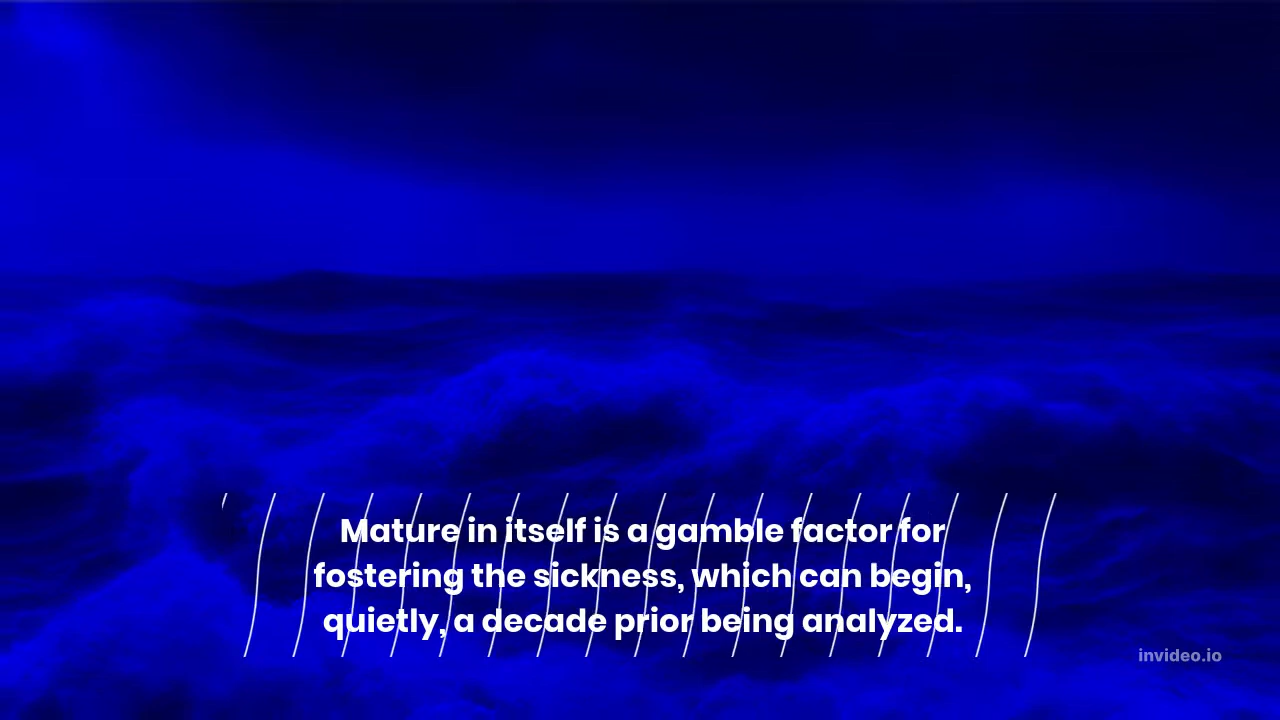 Mature in itself is a gamble factor for
fostering the sickness, which can begin,
quietly, a decade prior being analyzed.
invideo.io